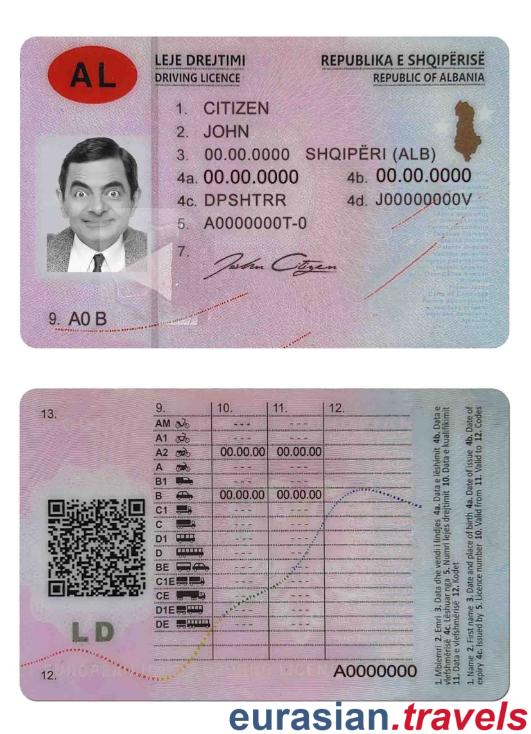 AL
LEJE DREJTIMI
DRIVING LICENCE
REPUBLIKA E SHQIPËRISË
REPUBLIC OF ALBANIA
1. CITIZEN
2. JOHN
3. 00.00.0000 SHQIPËRI (ALB)
4a. 00.00.0000 4b. 00.00.0000
4c. DPSHTRR 4d. J00000000V
5. A0000000T-0
7. John Citizen
9. A0 B
13.
9. 10. 11. 12.
AM --- ---
A1 --- ---
A2 00.00.00 00.00.00
A --- ---
B1 --- ---
B 00.00.00 00.00.00
C1 --- ---
C --- ---
D1 --- ---
D --- ---
BE --- ---
C1E --- ---
CE --- ---
D1E --- ---
DE --- ---
LD
12.
A0000000
1. Mbiemri 2. Emri 3. Data dhe vendi i lindjes 4a. Data e lëshimit 4b. Data e
vlefshmërisë 4c. Lëshuar nga 5. Numri lejes drejtimit 10. Data e kualifikimit
11. Data e vlefshmërisë 12. Kodet
1. Name 2. First name 3. Date and place of birth 4a. Date of issue 4b. Date of
expiry 4c. Issued by 5. Licence number 10. Valid from 11. Valid to 12. Codes
eurasian.travels